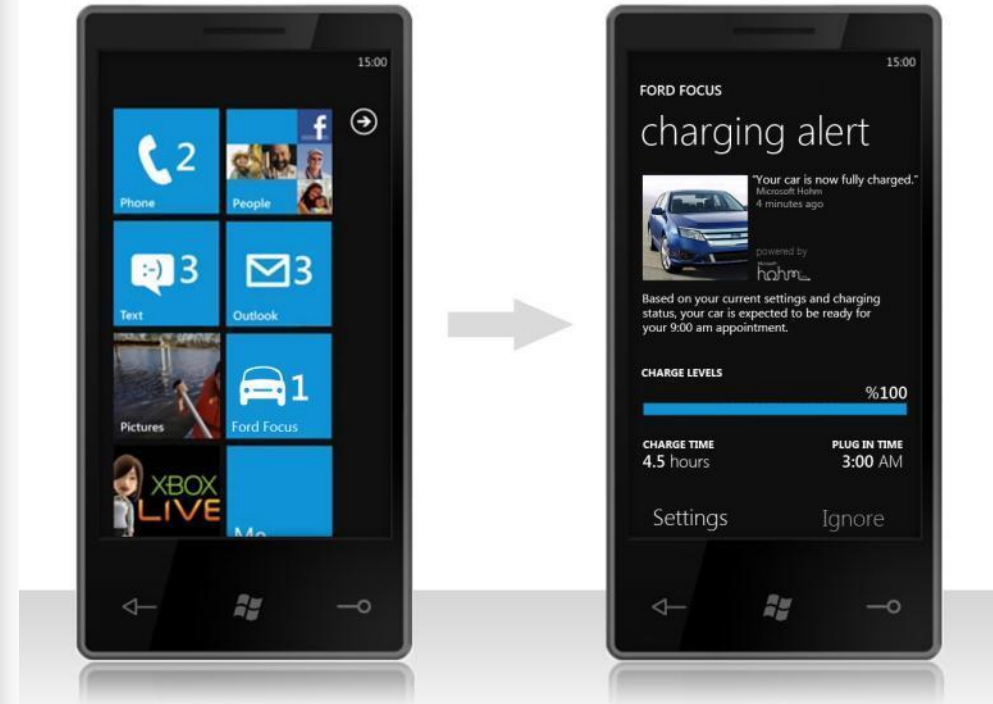 15:00
2
Phone
f
People
3
Text
3
Outlook
Pictures
1
Ford Focus
XBOX
LIVE
Me
15:00
FORD FOCUS
charging alert
"Your car is now fully charged."
Microsoft Hohm
4 minutes ago
powered by
Microsoft
hohm
Based on your current settings and charging
status, your car is expected to be ready for
your 9:00 am appointment.
CHARGE LEVELS
%100
CHARGE TIME
4.5 hours
PLUG IN TIME
3:00 AM
Settings
Ignore